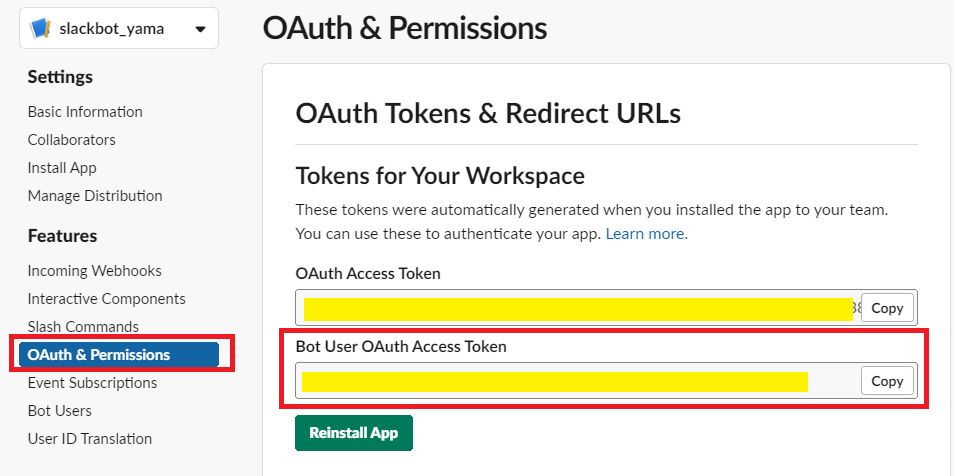 slackbot_yama
Settings
Basic Information
Collaborators
Install App
Manage Distribution
Features
Incoming Webhooks
Interactive Components
Slash Commands
OAuth & Permissions
Event Subscriptions
Bot Users
User ID Translation
OAuth & Permissions
OAuth Tokens & Redirect URLs
Tokens for Your Workspace
These tokens were automatically generated when you installed the app to your team.
You can use these to authenticate your app. Learn more.
OAuth Access Token
Copy
Bot User OAuth Access Token
Copy
Reinstall App